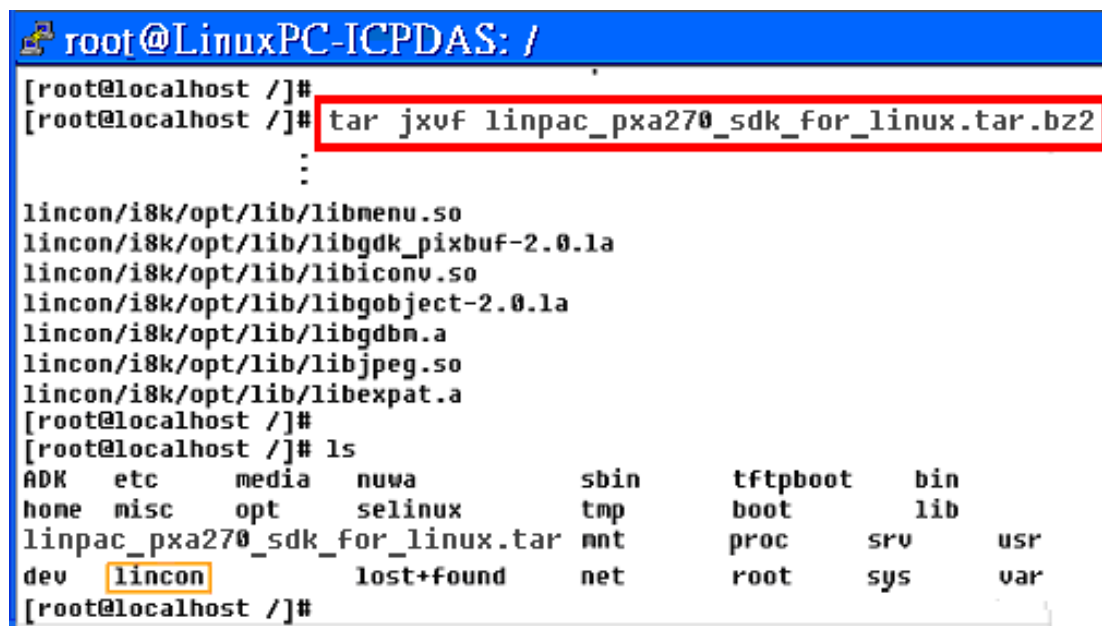 root@LinuxPC-ICPDAS: /
[root@localhost /]#
[root@localhost /]# tar jxvf linpac_pxa270_sdk_for_linux.tar.bz2
⋮
lincon/i8k/opt/lib/libmenu.so
lincon/i8k/opt/lib/libgdk_pixbuf-2.0.la
lincon/i8k/opt/lib/libiconv.so
lincon/i8k/opt/lib/libgobject-2.0.la
lincon/i8k/opt/lib/libgdbm.a
lincon/i8k/opt/lib/libjpeg.so
lincon/i8k/opt/lib/libexpat.a
[root@localhost /]#
[root@localhost /]# ls
ADK etc media nuwa sbin tftpboot bin
home misc opt selinux tmp boot lib
linpac_pxa270_sdk_for_linux.tar mnt proc srv usr
dev lincon lost+found net root sys var
[root@localhost /]#